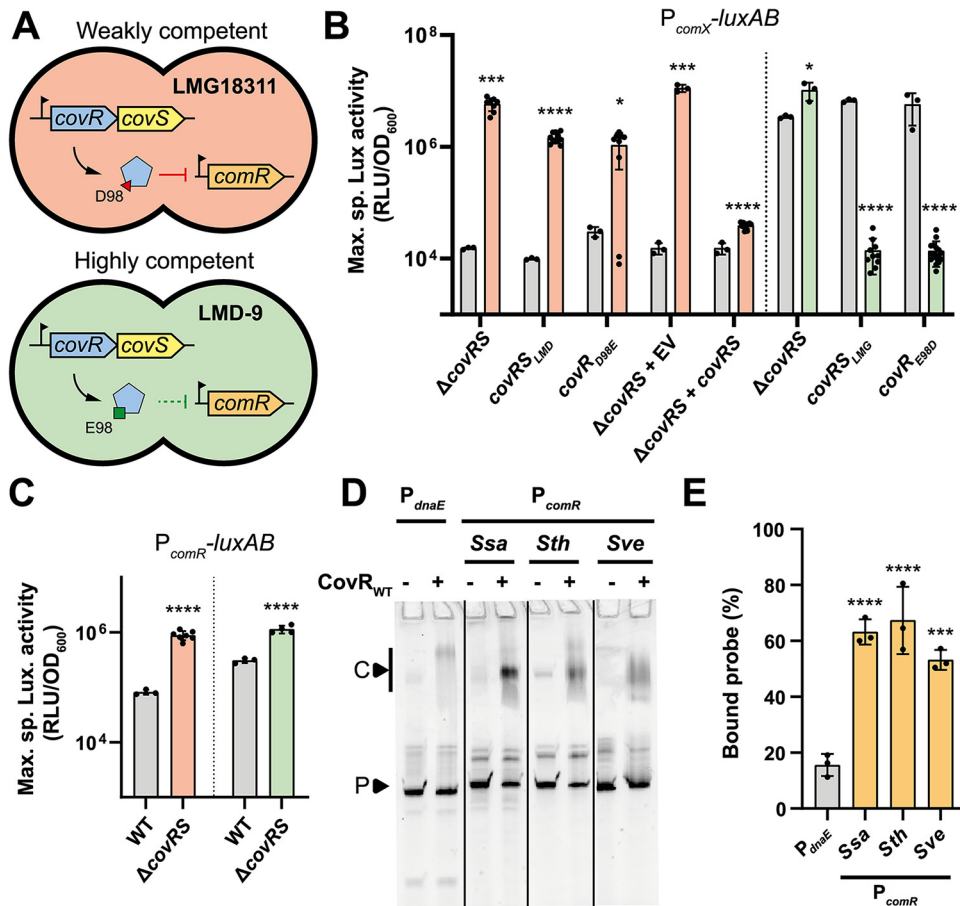 A
Weakly competent
LMG18311
covR covS
D98
comR
Highly competent
LMD-9
covR covS
E98
comR
B
PcomX-luxAB
Max. sp. Lux activity
(RLU/OD600)
10^8
10^6
10^4
*** **** * *** **** * **** ****
ΔcovRS
covRSLMD
covRD98E
ΔcovRS + EV
ΔcovRS + covRS
ΔcovRS
covRSLMG
covRE98D
C
PcomR-luxAB
Max. sp. Lux. activity
(RLU/OD600)
10^6
10^4
**** ****
WT
ΔcovRS
WT
ΔcovRS
D
PdnaE PcomR
Ssa Sth Sve
CovRWT - + - + - + - +
C
P
E
Bound probe (%)
100
80
60
40
20
0
**** **** ***
PdnaE
Ssa
Sth
Sve
PcomR